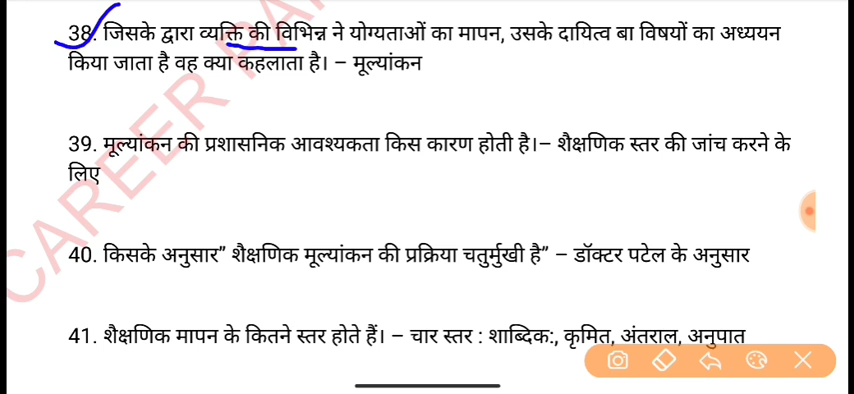 38. जिसके द्वारा व्यक्ति की विभिन्न ने योग्यताओं का मापन, उसके दायित्व बा विषयों का अध्ययन
किया जाता है वह क्या कहलाता है। – मूल्यांकन
39. मूल्यांकन की प्रशासनिक आवश्यकता किस कारण होती है।– शैक्षणिक स्तर की जांच करने के
लिए
40. किसके अनुसार" शैक्षणिक मूल्यांकन की प्रक्रिया चतुर्मुखी है" – डॉक्टर पटेल के अनुसार
41. शैक्षणिक मापन के कितने स्तर होते हैं। – चार स्तर : शाब्दिक:, कृमित, अंतराल, अनुपात
CAREER PA